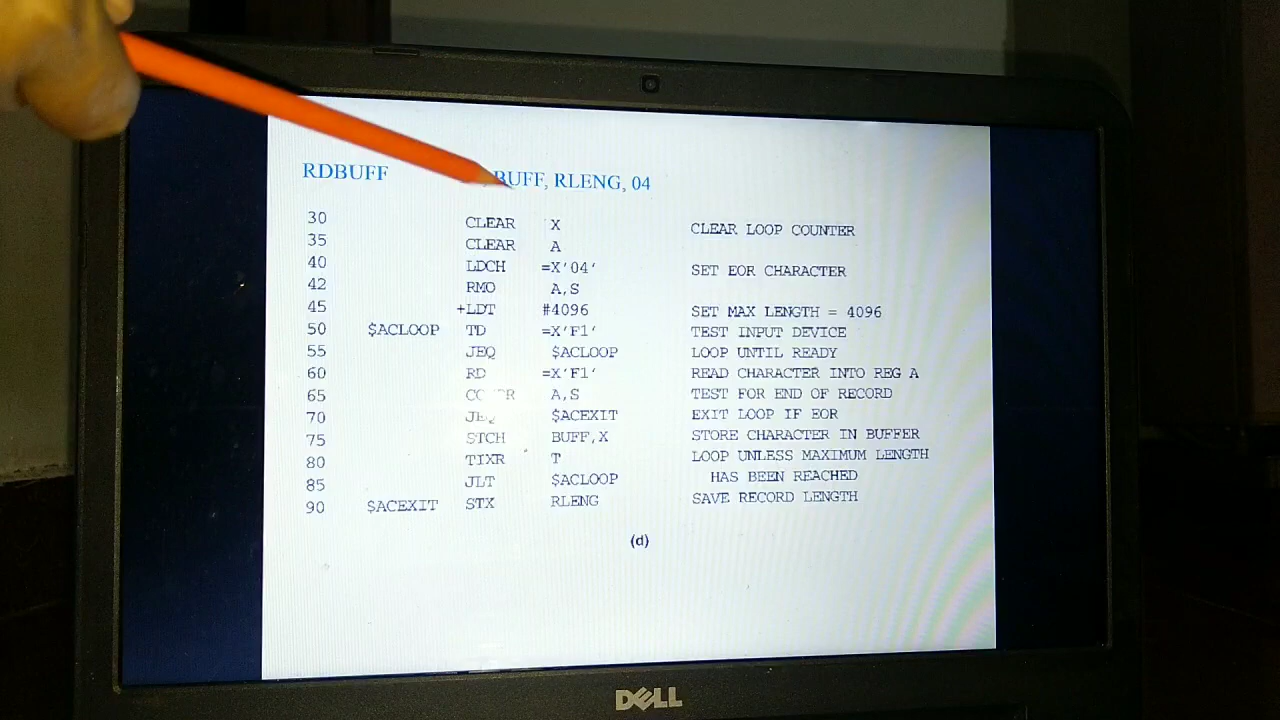 RDBUFF BUFF, RLENG, 04
30 CLEAR X CLEAR LOOP COUNTER
35 CLEAR A
40 LDCH =X'04' SET EOR CHARACTER
42 RMO A,S
45 +LDT #4096 SET MAX LENGTH = 4096
50 $ACLOOP TD =X'F1' TEST INPUT DEVICE
55 JEQ $ACLOOP LOOP UNTIL READY
60 RD =X'F1' READ CHARACTER INTO REG A
65 A,S TEST FOR END OF RECORD
70 $ACEXIT EXIT LOOP IF EOR
75 STCH BUFF,X STORE CHARACTER IN BUFFER
80 TIXR T LOOP UNLESS MAXIMUM LENGTH
85 JLT $ACLOOP HAS BEEN REACHED
90 $ACEXIT STX RLENG SAVE RECORD LENGTH
(d)
DELL